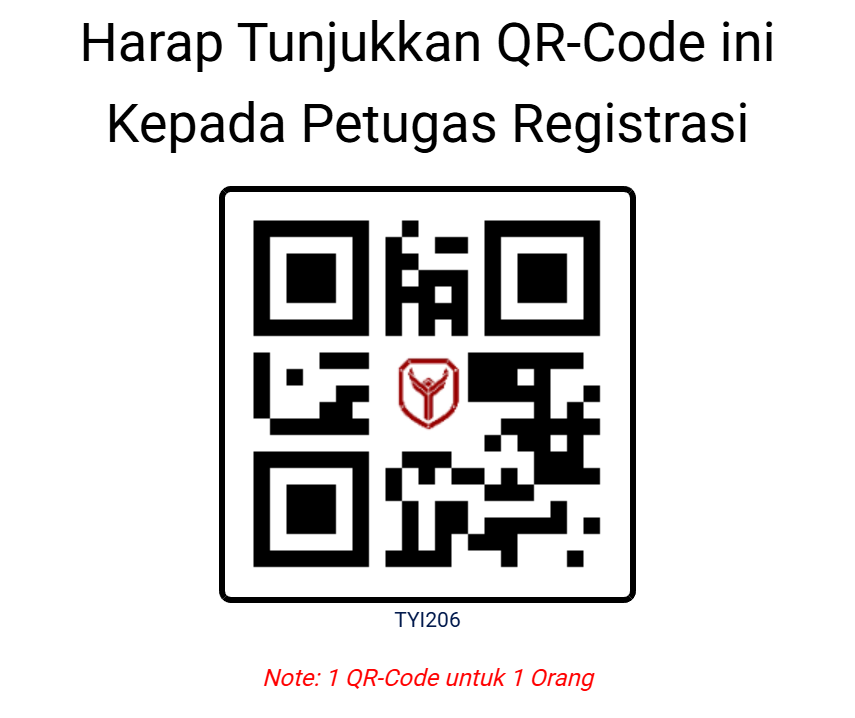 Harap Tunjukkan QR-Code ini
Kepada Petugas Registrasi
TYI206
Note: 1 QR-Code untuk 1 Orang